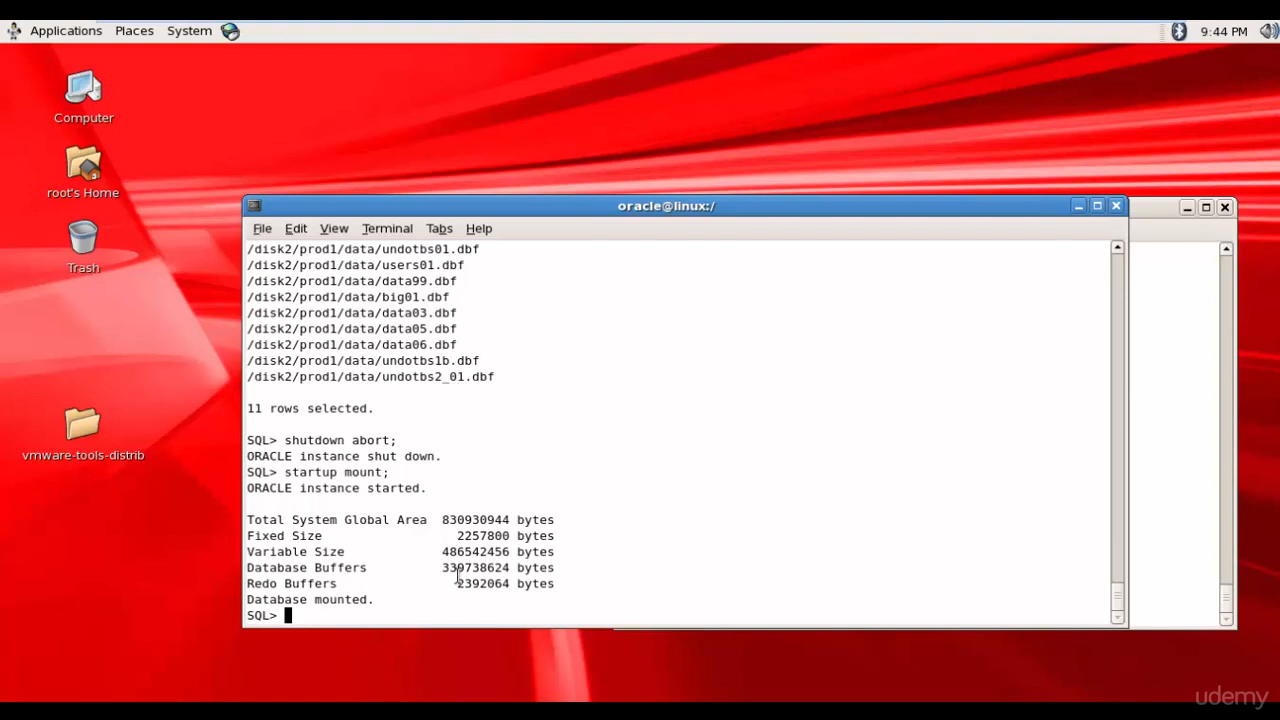 Applications Places System
9:44 PM
Computer
root's Home
Trash
vmware-tools-distrib
oracle@linux:/
File Edit View Terminal Tabs Help
/disk2/prod1/data/undotbs01.dbf
/disk2/prod1/data/users01.dbf
/disk2/prod1/data/data99.dbf
/disk2/prod1/data/big01.dbf
/disk2/prod1/data/data03.dbf
/disk2/prod1/data/data05.dbf
/disk2/prod1/data/data06.dbf
/disk2/prod1/data/undotbs1b.dbf
/disk2/prod1/data/undotbs2_01.dbf
11 rows selected.
SQL> shutdown abort;
ORACLE instance shut down.
SQL> startup mount;
ORACLE instance started.
Total System Global Area 830930944 bytes
Fixed Size 2257800 bytes
Variable Size 486542456 bytes
Database Buffers 339738624 bytes
Redo Buffers 2392064 bytes
Database mounted.
SQL>
udemy